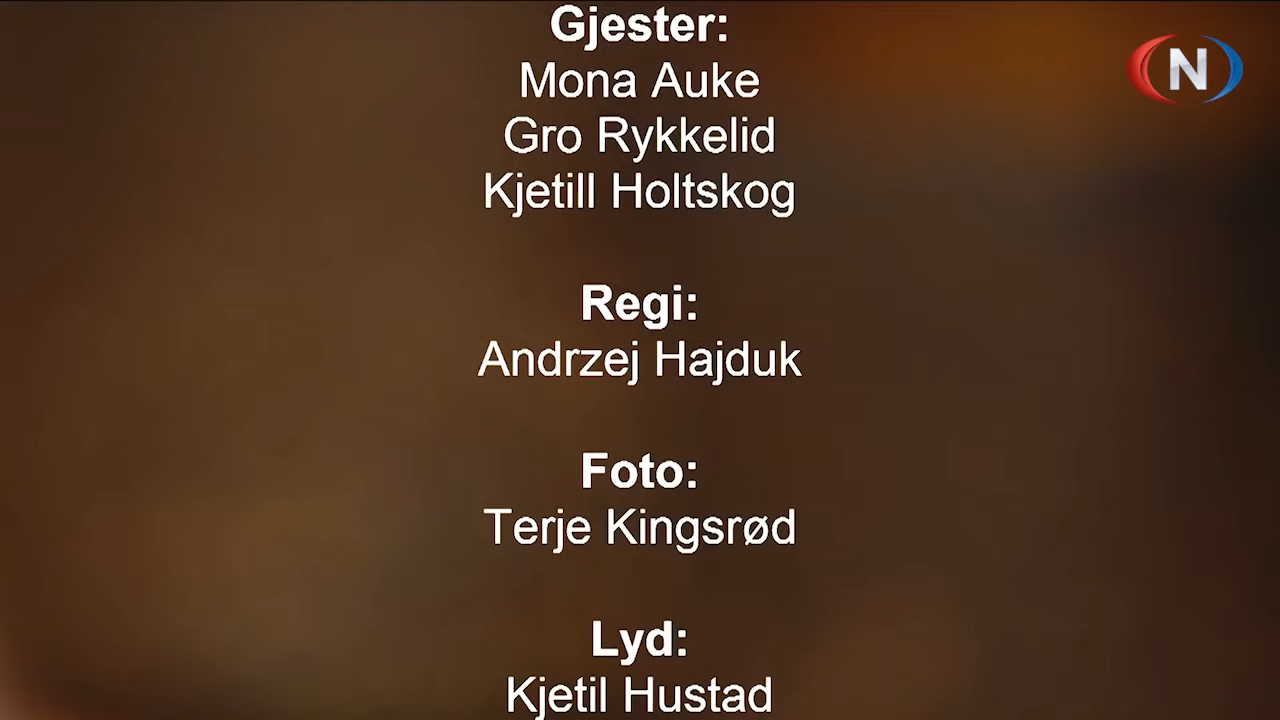 Gjester:
N
Mona Auke
Gro Rykkelid
Kjetill Holtskog
Regi:
Andrzej Hajduk
Foto:
Terje Kingsrød
Lyd:
Kjetil Hustad